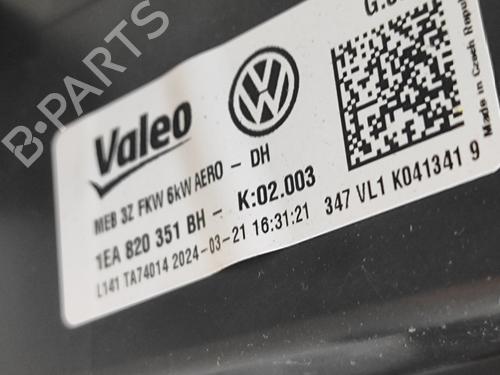 B-PARTS
Valeo
MEB 3Z FKW 6kW AERO - DH
1EA 820 351 BH - K:02.003
L141 TA74014 2024-03-21 16:31:21
347 VL1 K041341 9
Made in Czech Republ